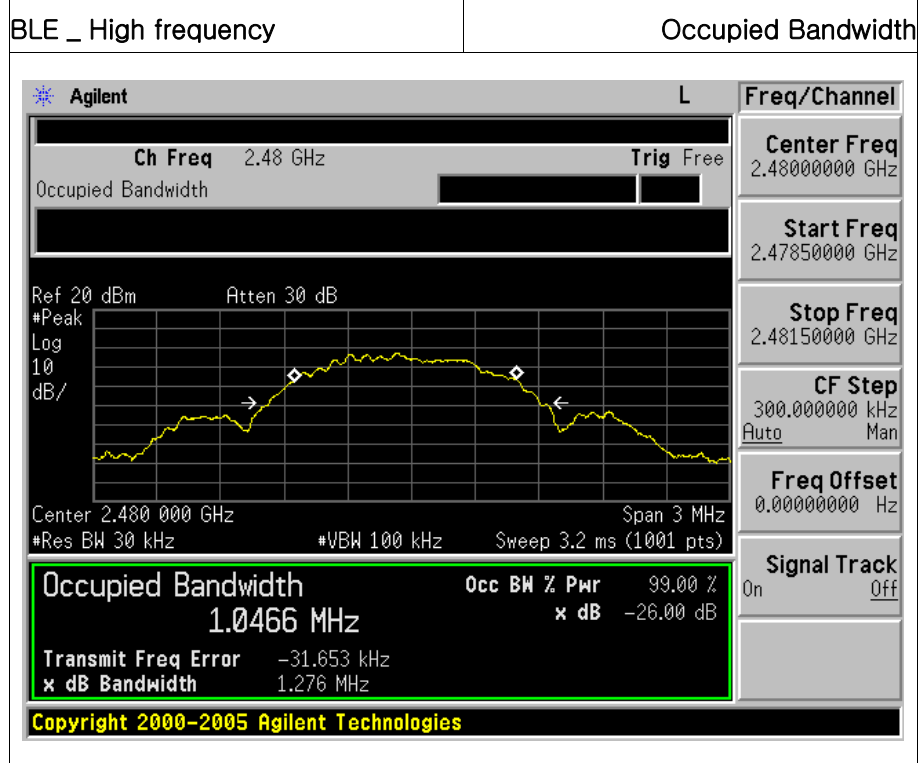 BLE _ High frequency Occupied Bandwidth
Agilent L Freq/Channel
Ch Freq 2.48 GHz Trig Free
Occupied Bandwidth
Center Freq
2.48000000 GHz
Start Freq
2.47850000 GHz
Stop Freq
2.48150000 GHz
CF Step
300.000000 kHz
Auto Man
Freq Offset
0.00000000 Hz
Signal Track
On Off
Ref 20 dBm Atten 30 dB
#Peak
Log
10
dB/
Center 2.480 000 GHz Span 3 MHz
#Res BW 30 kHz #VBW 100 kHz Sweep 3.2 ms (1001 pts)
Occupied Bandwidth Occ BW % Pwr 99.00 %
1.0466 MHz x dB -26.00 dB
Transmit Freq Error -31.653 kHz
x dB Bandwidth 1.276 MHz
Copyright 2000-2005 Agilent Technologies